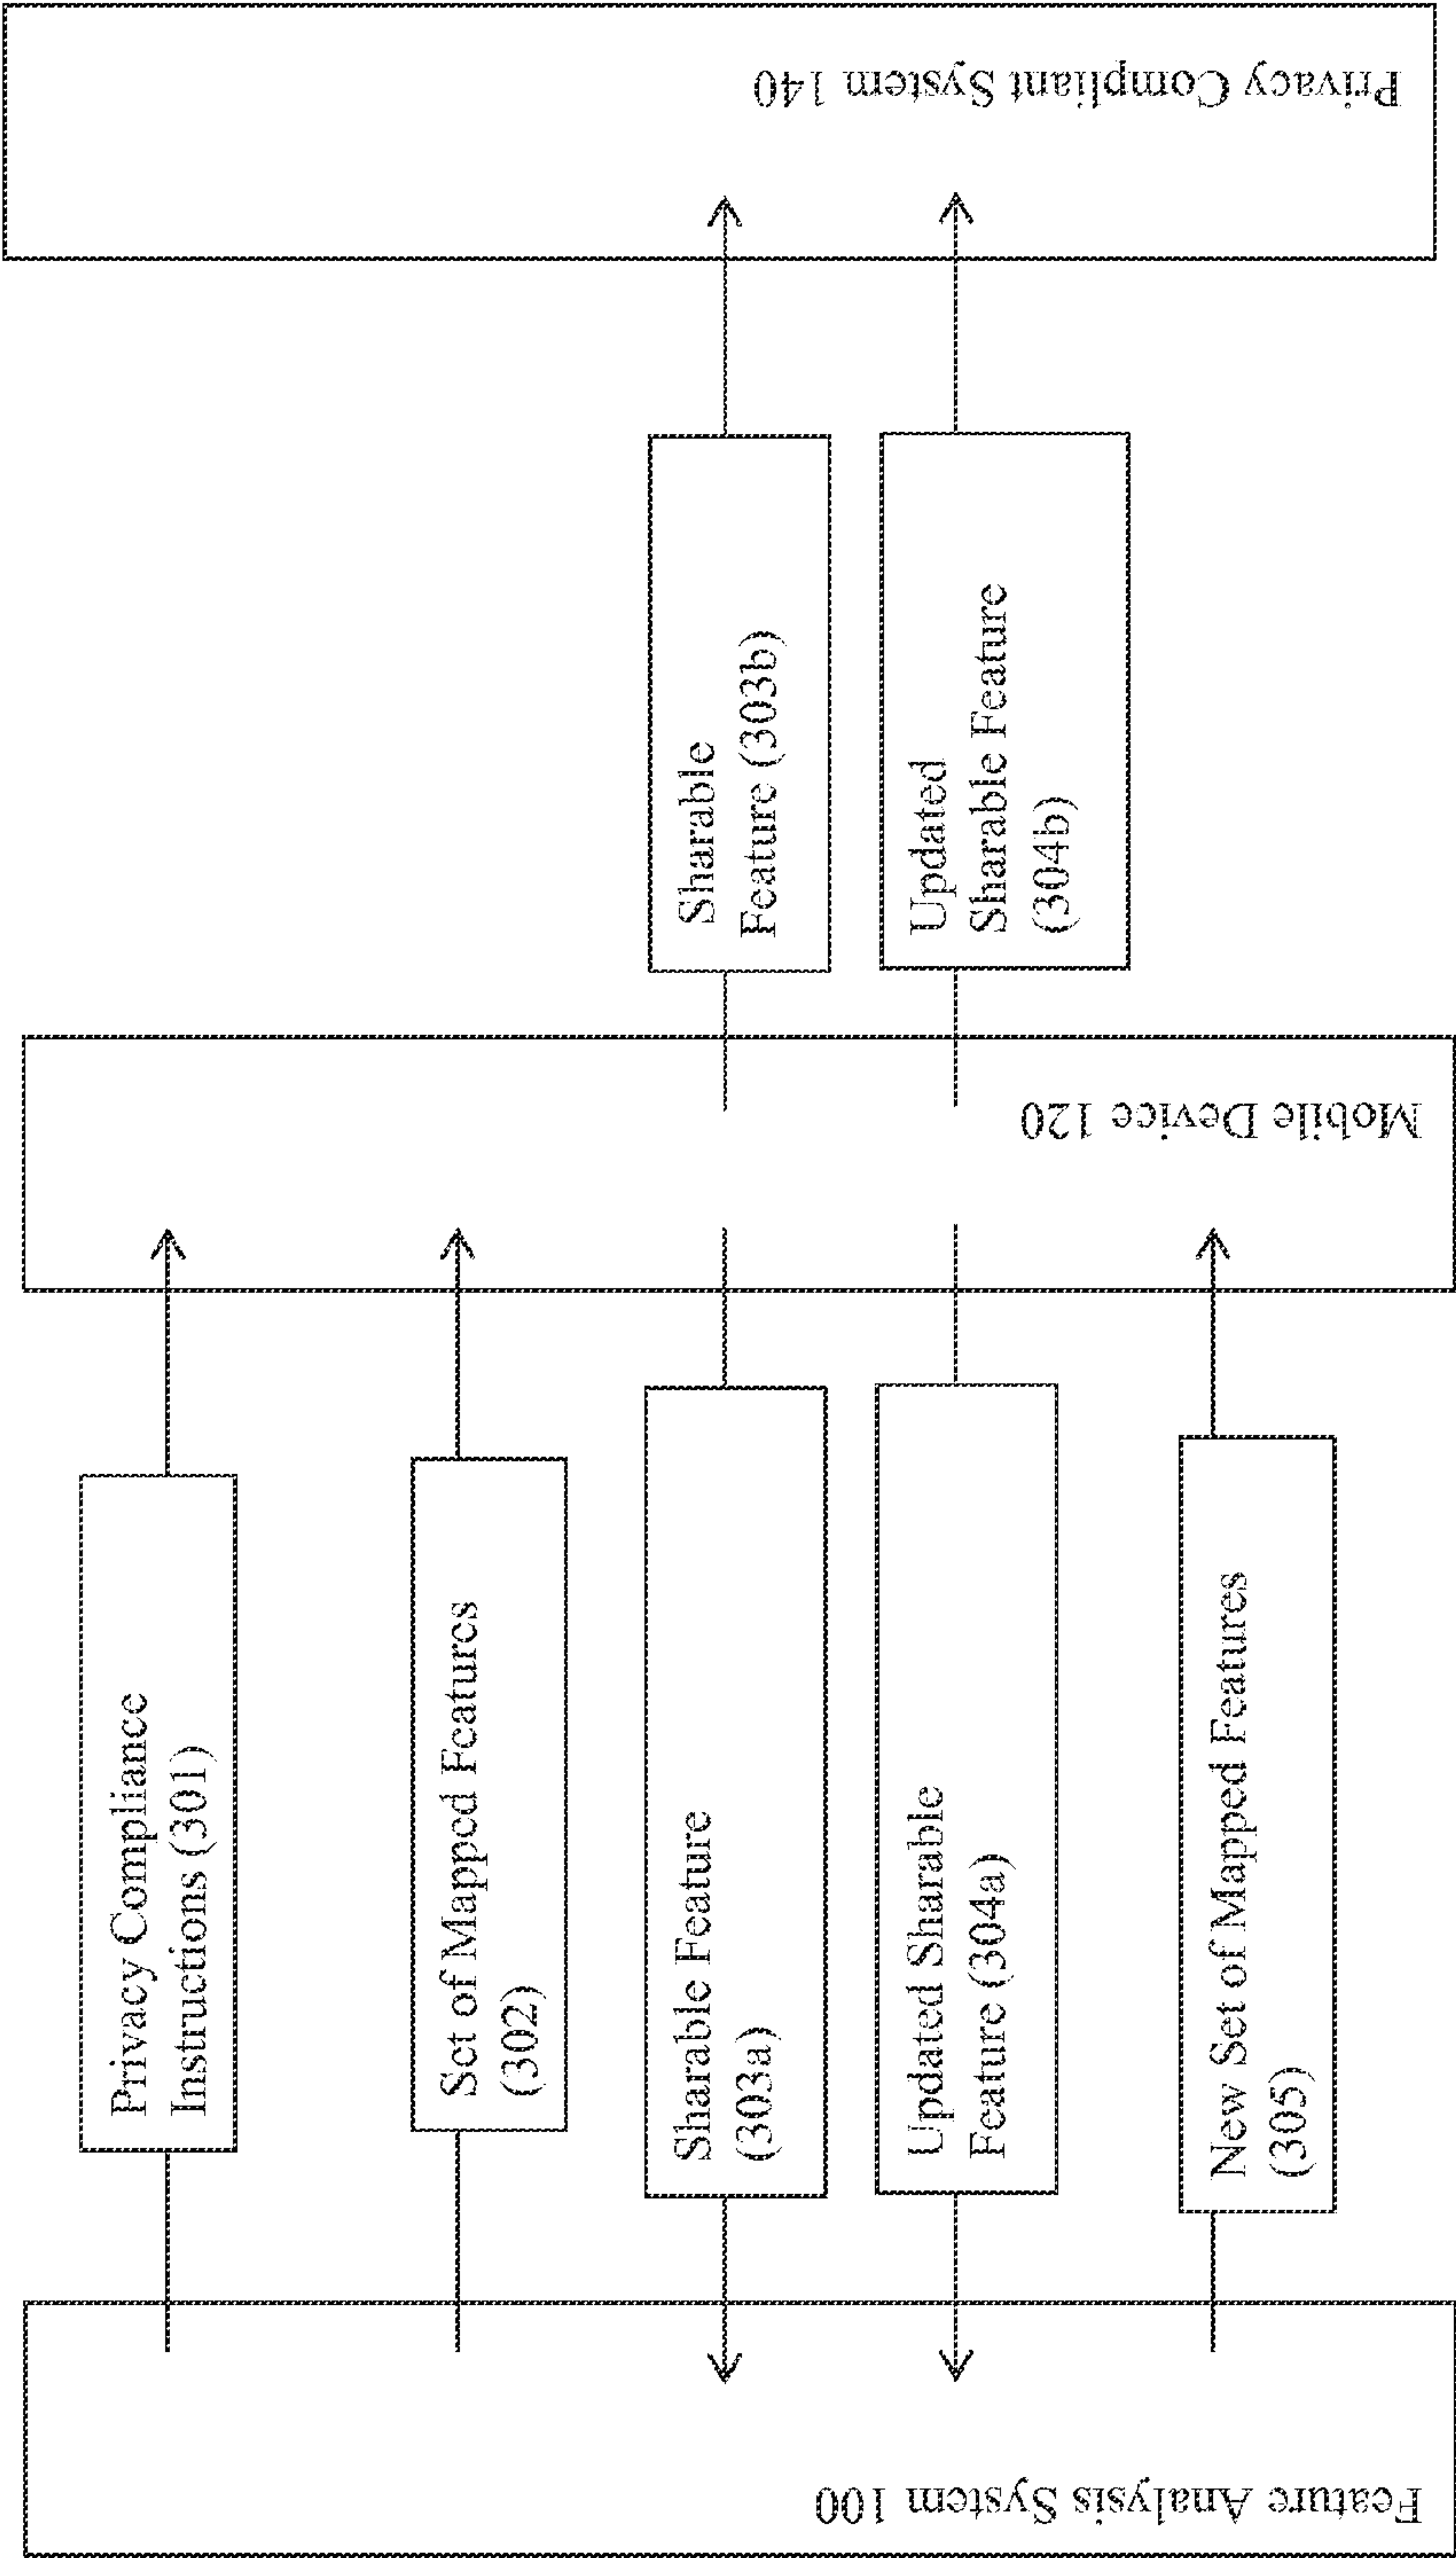 Feature Analysis System 100
Privacy Compliance
Instructions (301)
Set of Mapped Features
(302)
Sharable Feature
(303a)
Updated Sharable
Feature (304a)
New Set of Mapped Features
(305)
Mobile Device 120
Sharable
Feature (303b)
Updated
Sharable Feature
(304b)
Privacy Compliant System 140